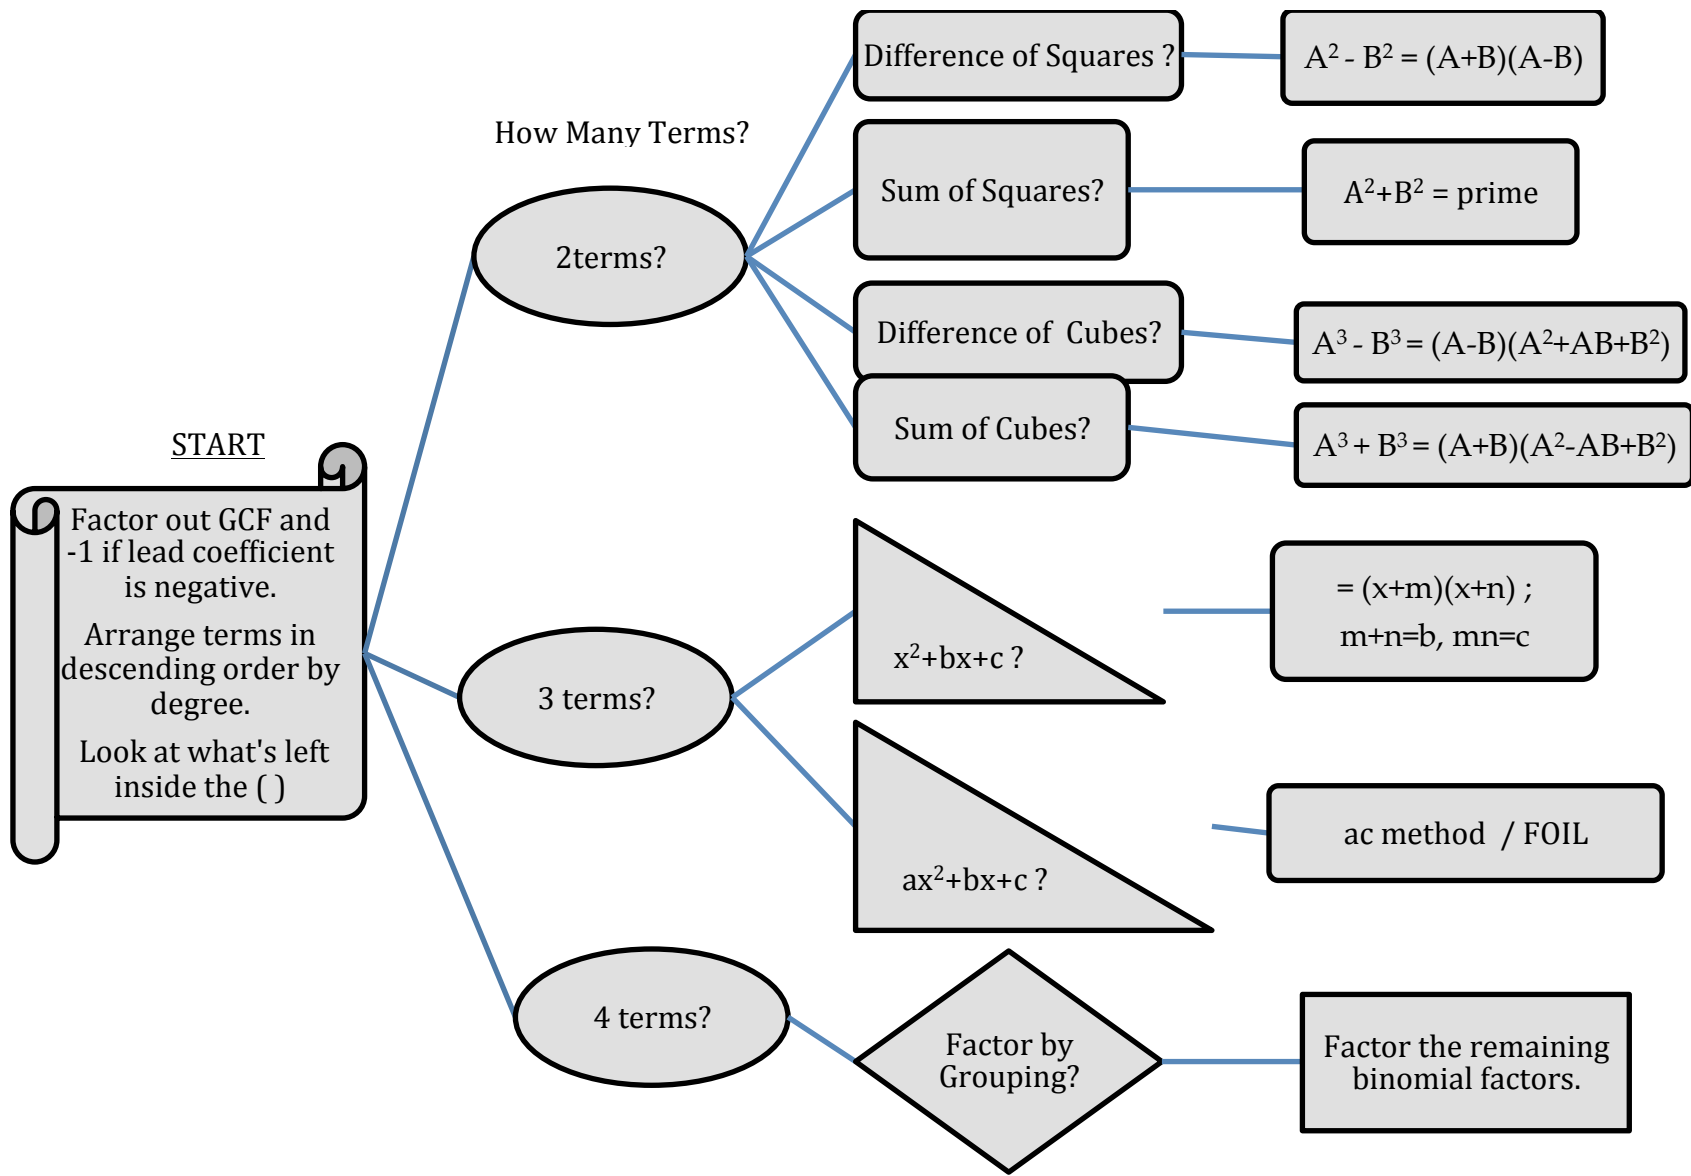 START
Factor out GCF and
-1 if lead coefficient
is negative.
Arrange terms in
descending order by
degree.
Look at what's left
inside the ( )
How Many Terms?
2terms?
Difference of Squares ?
A² - B² = (A+B)(A-B)
Sum of Squares?
A²+B² = prime
Difference of Cubes?
A³ - B³ = (A-B)(A²+AB+B²)
Sum of Cubes?
A³ + B³ = (A+B)(A²-AB+B²)
3 terms?
x²+bx+c ?
= (x+m)(x+n) ;
m+n=b, mn=c
ax²+bx+c ?
ac method / FOIL
4 terms?
Factor by
Grouping?
Factor the remaining
binomial factors.